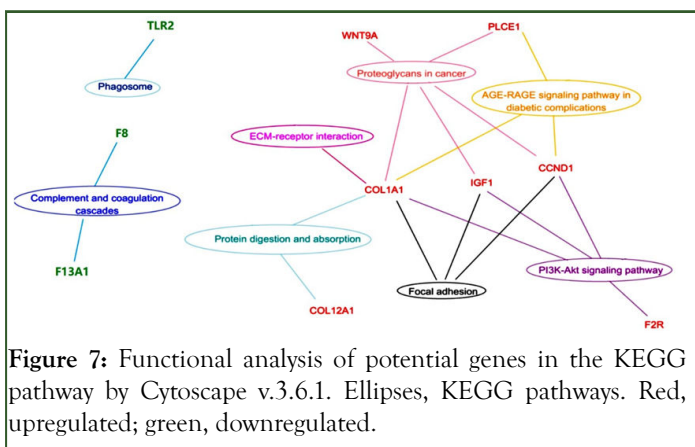 TLR2
WNT9A
PLCE1
Phagosome
Proteoglycans in cancer
AGE-RAGE signaling pathway in
diabetic complications
F8
ECM-receptor interaction
CCND1
COL1A1
IGF1
Complement and coagulation
cascades
Protein digestion and absorption
F13A1
PI3K-Akt signaling pathway
Focal adhesion
COL12A1
F2R
Figure 7: Functional analysis of potential genes in the KEGG
pathway by Cytoscape v.3.6.1. Ellipses, KEGG pathways. Red,
upregulated; green, downregulated.